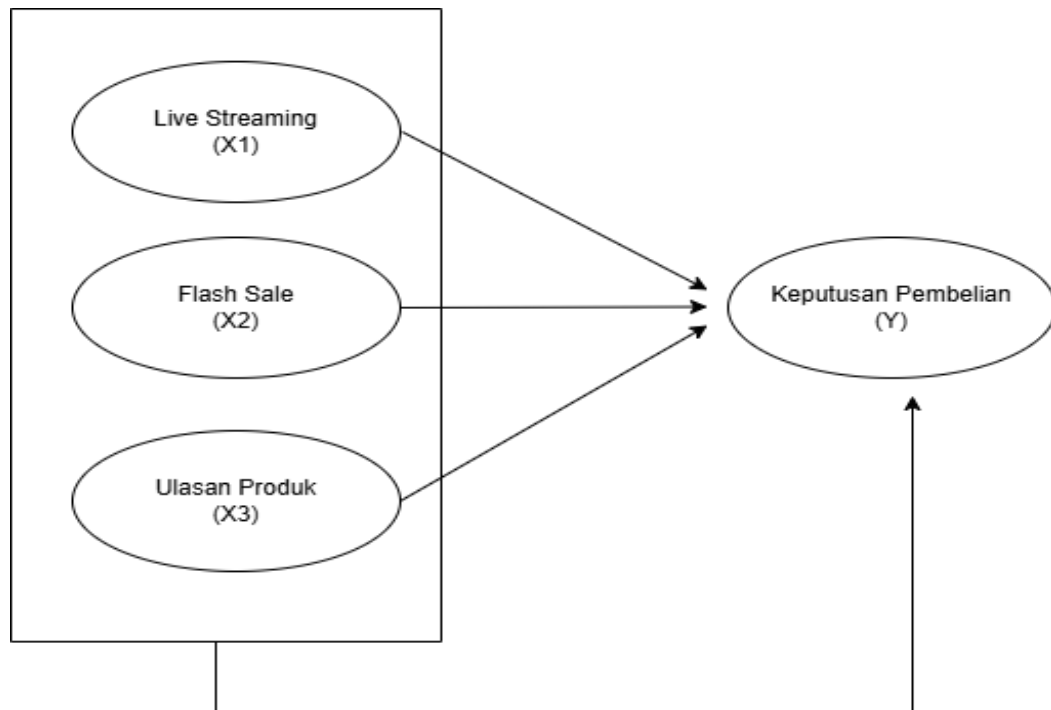 Live Streaming
(X1)
Flash Sale
(X2)
Keputusan Pembelian
(Y)
Ulasan Produk
(X3)